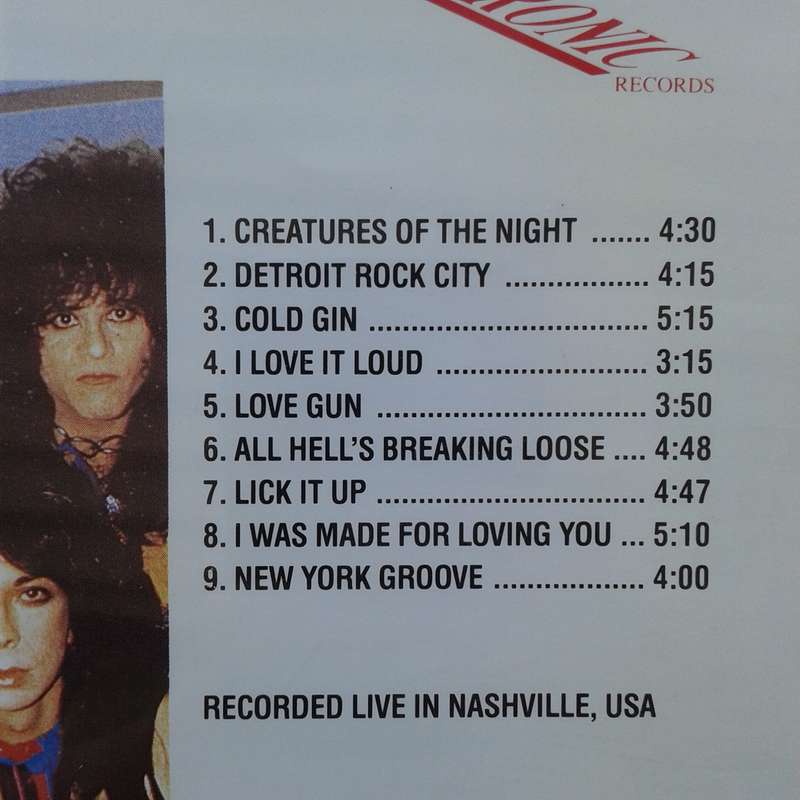 RECORDS
1. CREATURES OF THE NIGHT ....... 4:30
2. DETROIT ROCK CITY .................. 4:15
3. COLD GIN .................................... 5:15
4. I LOVE IT LOUD ........................... 3:15
5. LOVE GUN ................................... 3:50
6. ALL HELL'S BREAKING LOOSE .... 4:48
7. LICK IT UP ................................... 4:47
8. I WAS MADE FOR LOVING YOU ... 5:10
9. NEW YORK GROOVE ................... 4:00
RECORDED LIVE IN NASHVILLE, USA